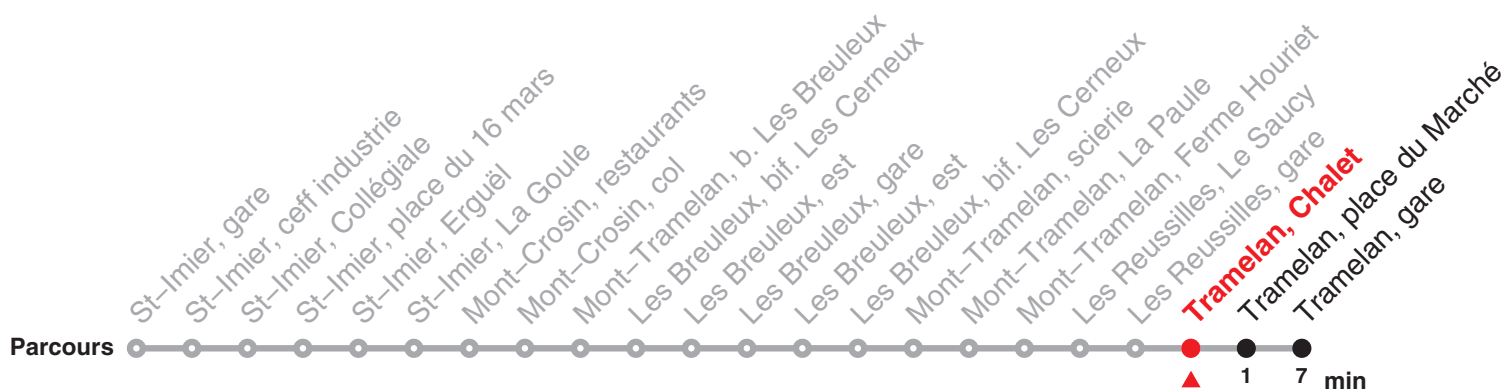 St–Imier, gare
St–Imier, ceff industrie
St–Imier, Collégiale
St–Imier, place du 16 mars
St–Imier, Erguël
St–Imier, La Goule
Mont–Crosin, restaurants
Mont–Crosin, col
Mont–Tramelan, b. Les Breuleux
Les Breuleux, bif. Les Cerneux
Les Breuleux, est
Les Breuleux, gare
Les Breuleux, est
Les Breuleux, bif. Les Cerneux
Mont–Tramelan, scierie
Mont–Tramelan, La Paule
Mont–Tramelan, Ferme Houriet
Les Reussilles, Le Saucy
Les Reussilles, gare
Tramelan, Chalet
Tramelan, place du Marché
Tramelan, gare
Parcours
1 7 min